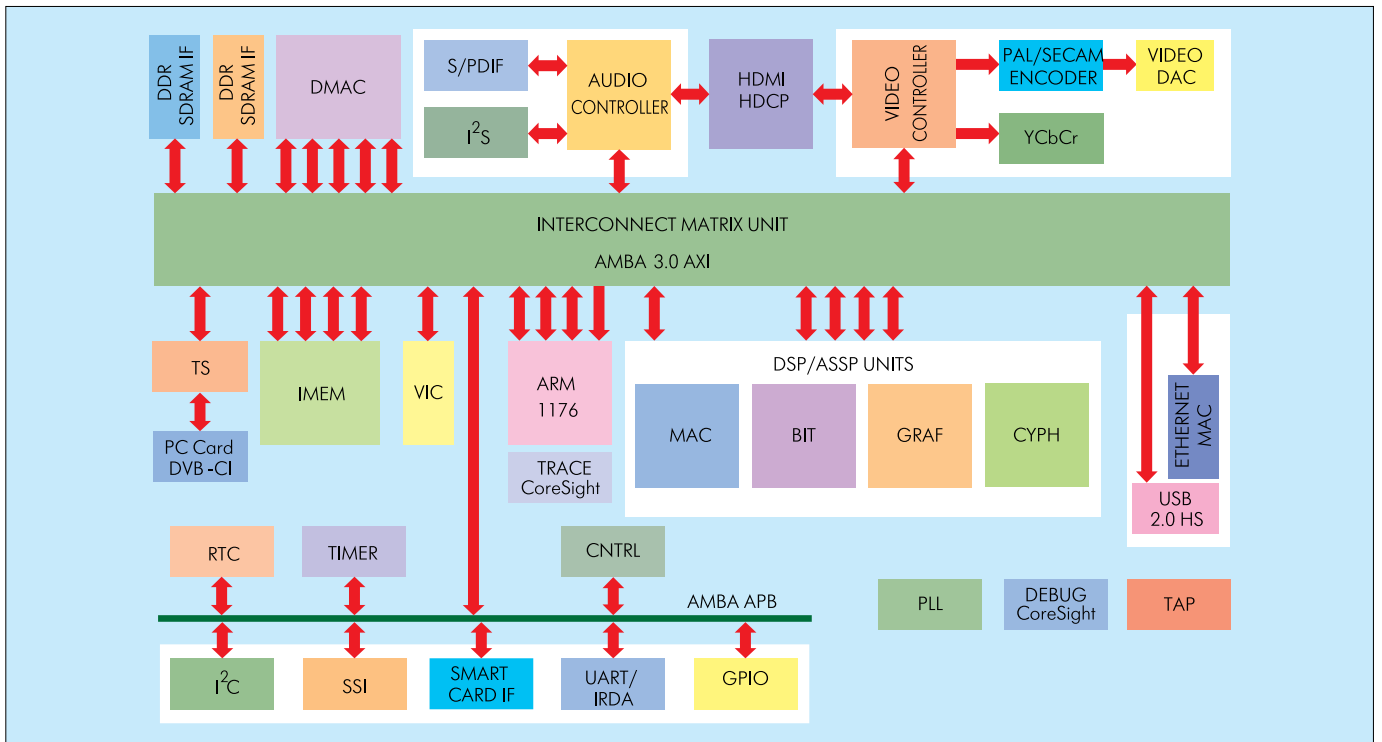 DDR
SDRAM IF
DDR
SDRAM IF
DMAC
S/PDIF
I²S
AUDIO
CONTROLLER
HDMI
HDCP
VIDEO
CONTROLLER
PAL/SECAM
ENCODER
VIDEO
DAC
YCbCr
INTERCONNECT MATRIX UNIT
AMBA 3.0 AXI
TS
PC Card
DVB-CI
IMEM
VIC
ARM
1176
TRACE
CoreSight
DSP/ASSP UNITS
MAC
BIT
GRAF
CYPH
ETHERNET
MAC
USB
2.0 HS
RTC
TIMER
CNTRL
AMBA APB
I²C
SSI
SMART
CARD IF
UART/
IRDA
GPIO
PLL
DEBUG
CoreSight
TAP